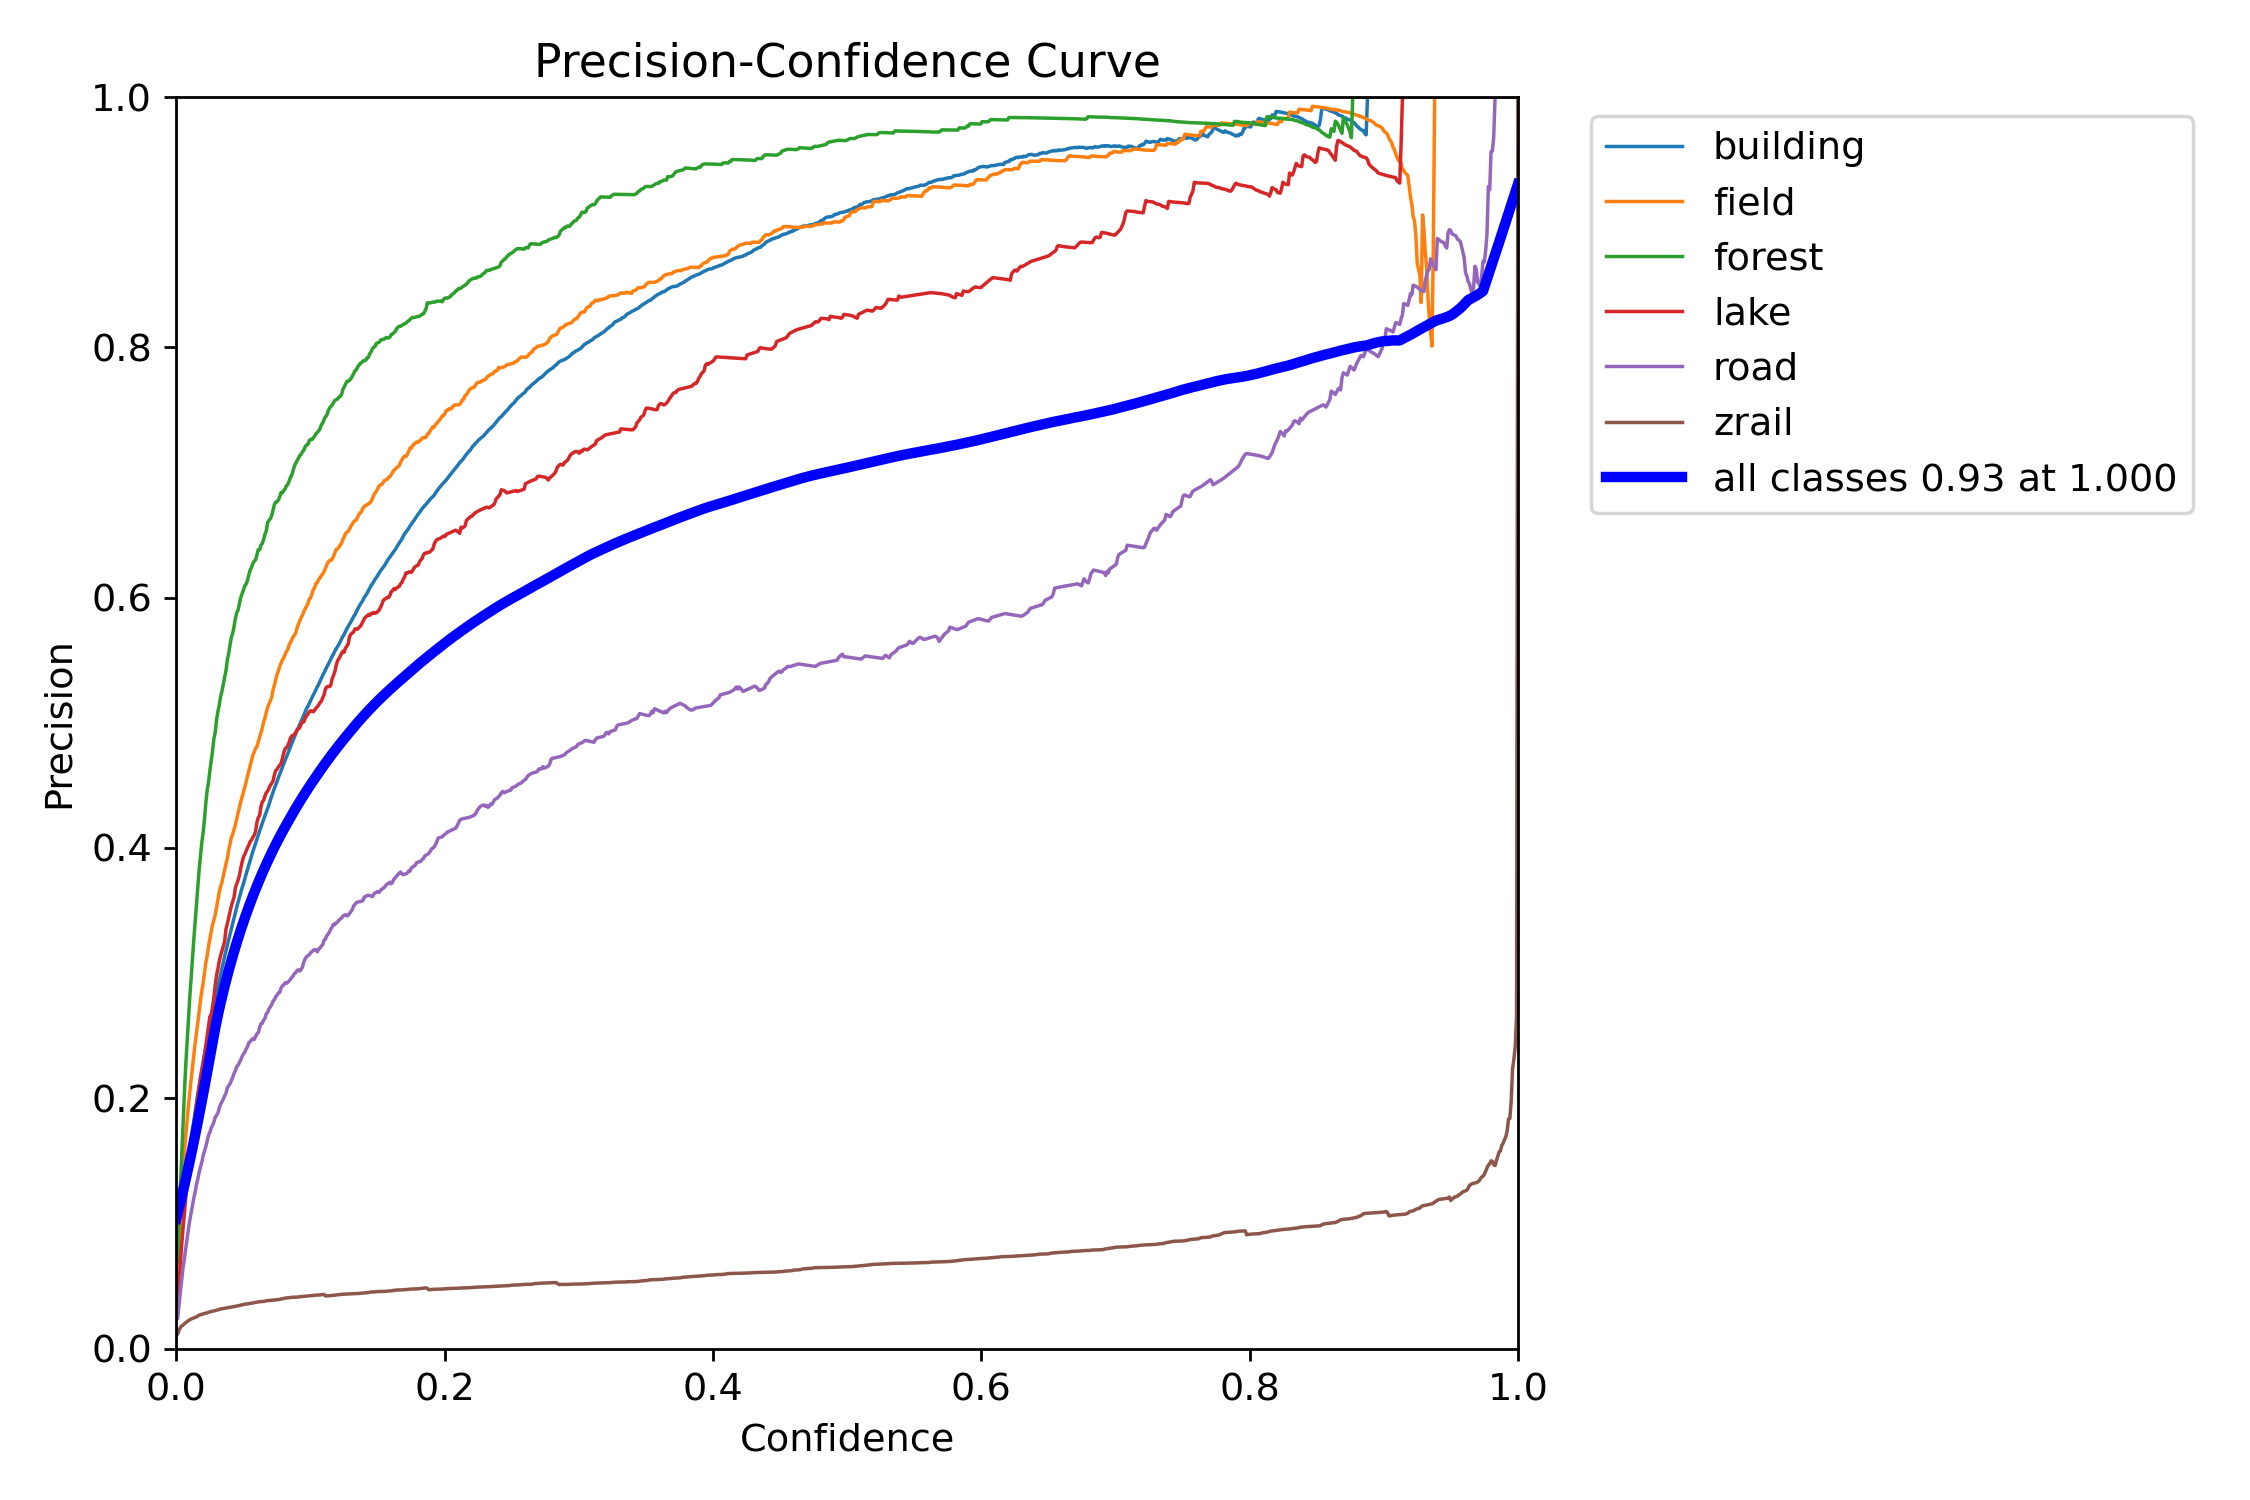 Precision-Confidence Curve
1.0
0.8
0.6
0.4
0.2
0.0
Precision
0.0 0.2 0.4 0.6 0.8 1.0
Confidence
building
field
forest
lake
road
zrail
all classes 0.93 at 1.000